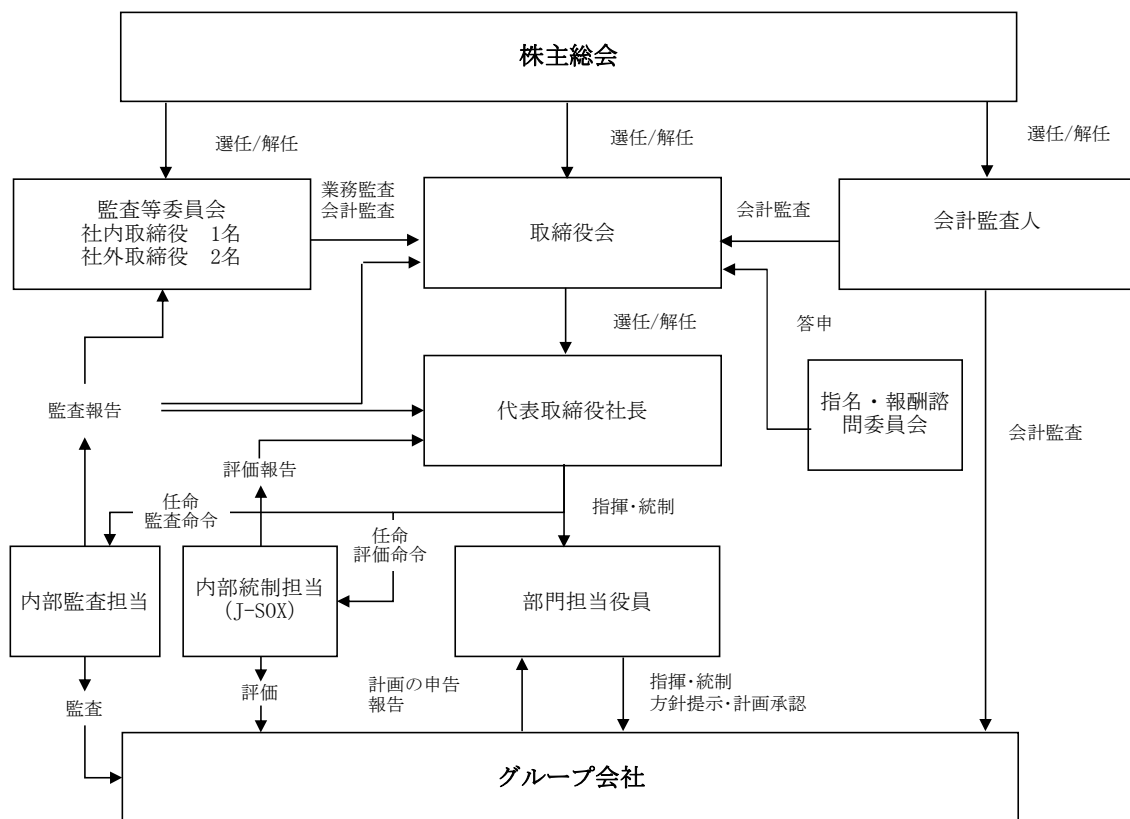 株主総会
選任/解任
選任/解任
選任/解任
監査等委員会
社内取締役　1名
社外取締役　2名
業務監査
会計監査
取締役会
会計監査
会計監査人
選任/解任
答申
監査報告
代表取締役社長
指名・報酬諮
問委員会
会計監査
評価報告
任命
監査命令
指揮･統制
任命
評価命令
内部監査担当
内部統制担当
(J-SOX)
部門担当役員
監査
評価
計画の申告
報告
指揮･統制
方針提示･計画承認
グループ会社